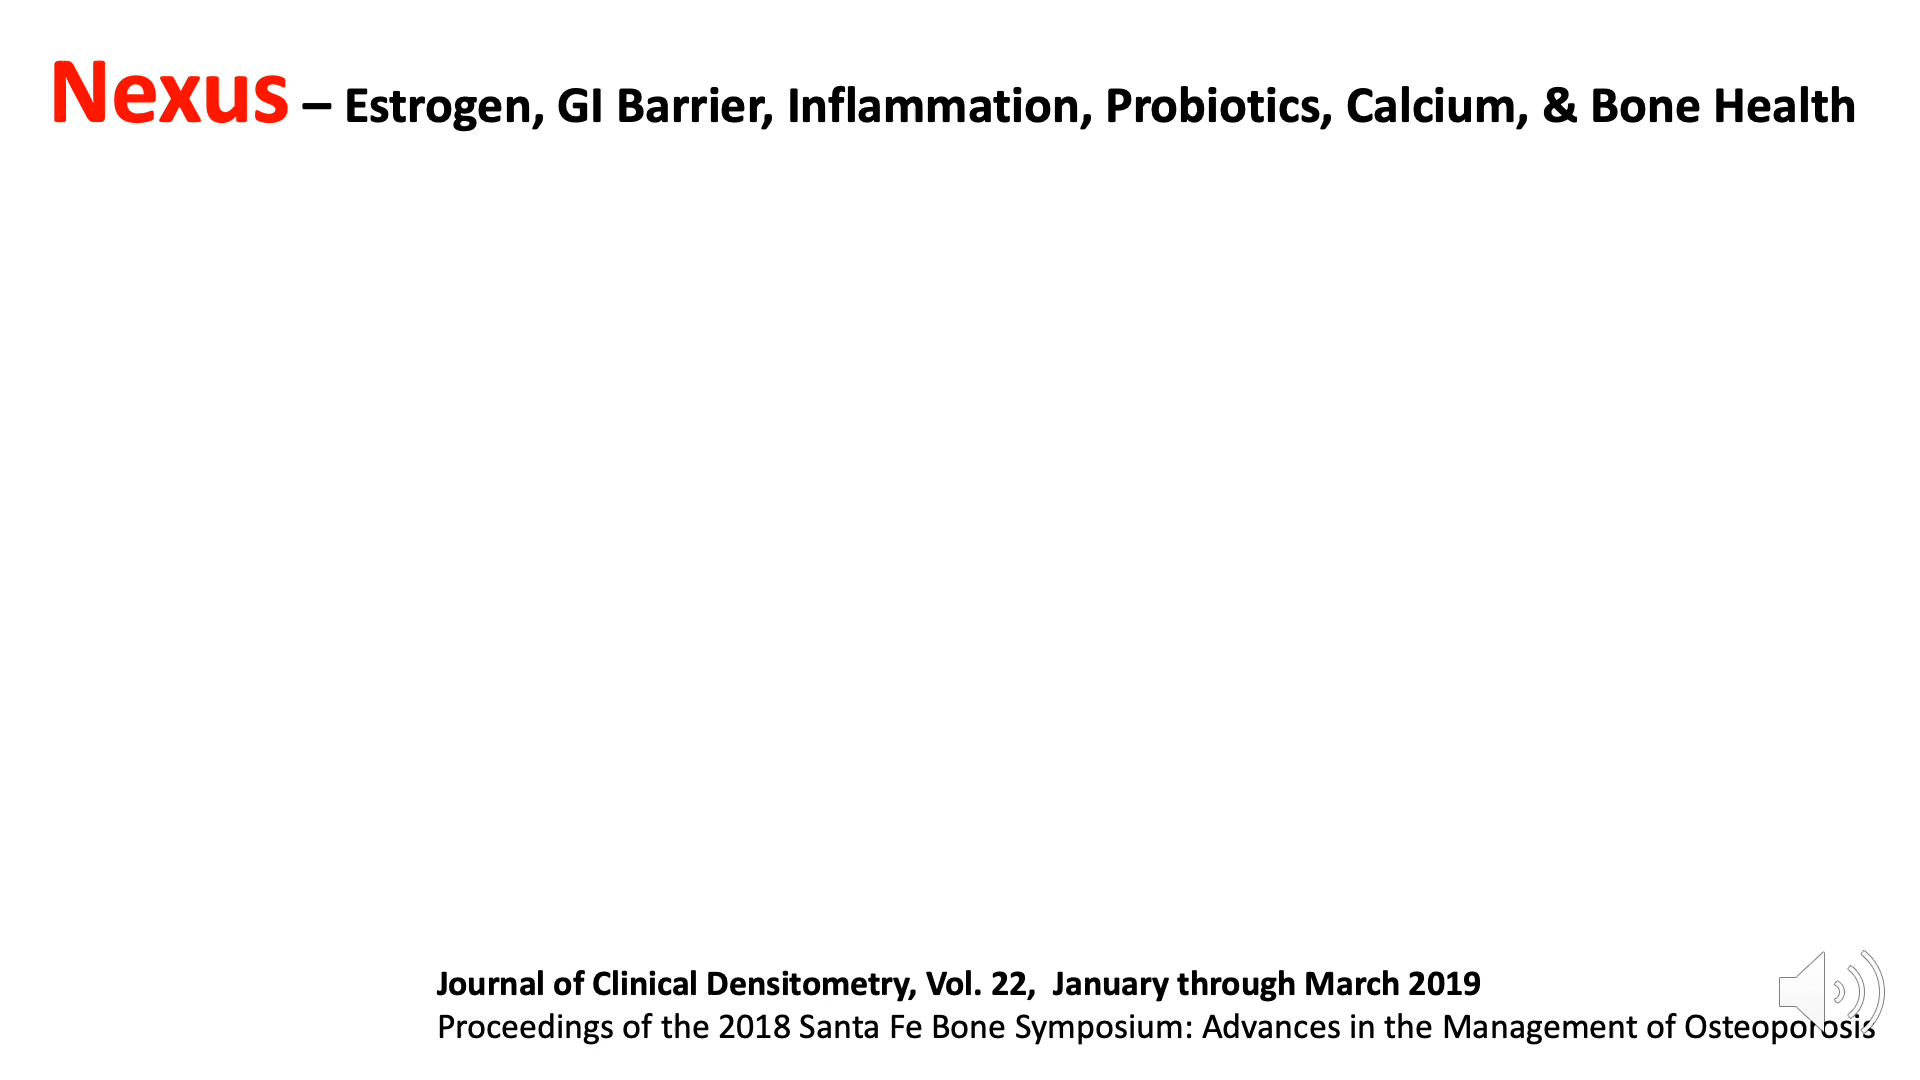 Nexus – Estrogen, GI Barrier, Inflammation, Probiotics, Calcium, & Bone Health
Journal of Clinical Densitometry, Vol. 22,  January through March 2019
Proceedings of the 2018 Santa Fe Bone Symposium: Advances in the Management of Osteoporosis